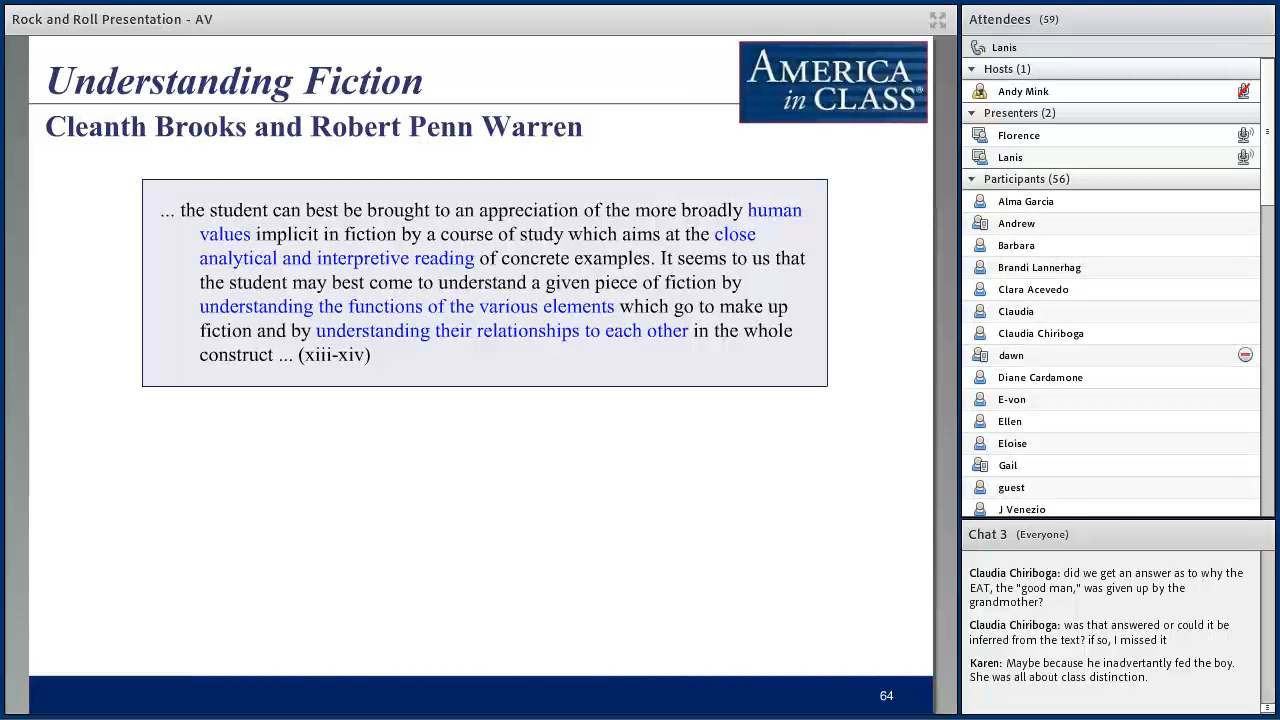 Rock and Roll Presentation - AV
Understanding Fiction
AMERICA
in CLASS®
Cleanth Brooks and Robert Penn Warren
... the student can best be brought to an appreciation of the more broadly human
values implicit in fiction by a course of study which aims at the close
analytical and interpretive reading of concrete examples. It seems to us that
the student may best come to understand a given piece of fiction by
understanding the functions of the various elements which go to make up
fiction and by understanding their relationships to each other in the whole
construct ... (xiii-xiv)
64
Attendees (59)
Lanis
Hosts (1)
Andy Mink
Presenters (2)
Florence
Lanis
Participants (56)
Alma Garcia
Andrew
Barbara
Brandi Lannerhag
Clara Acevedo
Claudia
Claudia Chiriboga
dawn
Diane Cardamone
E-von
Ellen
Eloise
Gail
guest
J Venezio
Chat 3 (Everyone)
Claudia Chiriboga: did we get an answer as to why the
EAT, the "good man," was given up by the
grandmother?
Claudia Chiriboga: was that answered or could it be
inferred from the text? if so, I missed it
Karen: Maybe because he inadvertantly fed the boy.
She was all about class distinction.